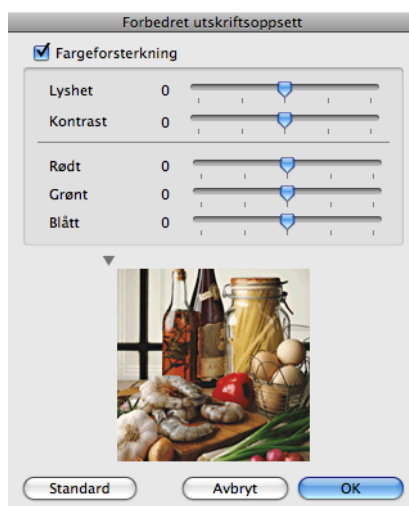 Forbedret utskriftsoppsett
Fargeforsterkning
Lyshet 0
Kontrast 0
Rødt 0
Grønt 0
Blått 0
Standard Avbryt OK